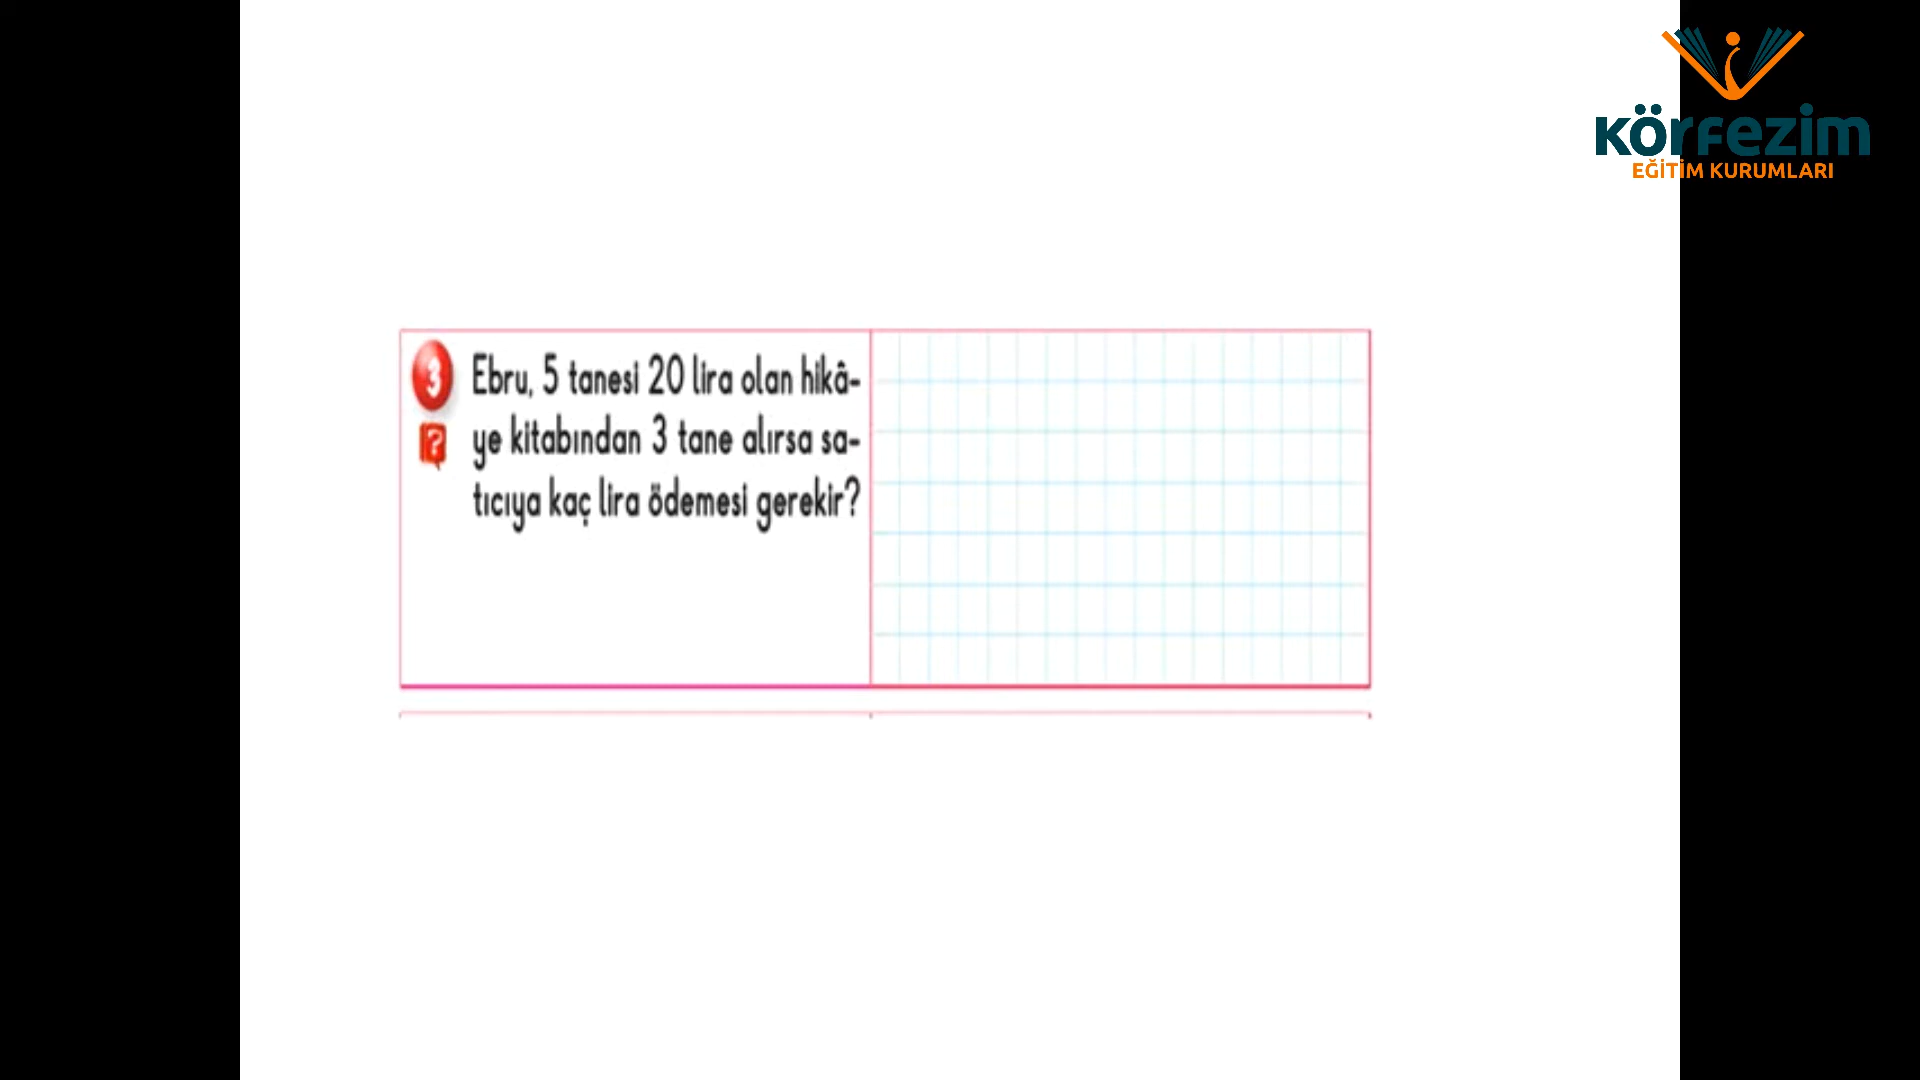 körfezim
EĞİTİM KURUMLARI
3 Ebru, 5 tanesi 20 lira olan hikâ-
? ye kitabından 3 tane alırsa sa-
tıcıya kaç lira ödemesi gerekir?